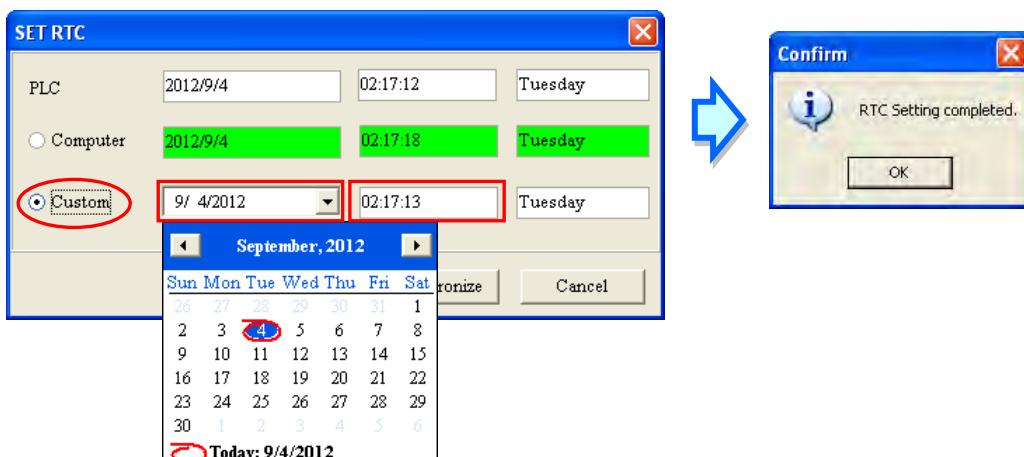 SET RTC
PLC 2012/9/4 02:17:12 Tuesday
Computer 2012/9/4 02:17:18 Tuesday
Custom 9/ 4/2012 02:17:13 Tuesday
September, 2012
Sun Mon Tue Wed Thu Fri Sat
26 27 28 29 30 31 1
2 3 4 5 6 7 8
9 10 11 12 13 14 15
16 17 18 19 20 21 22
23 24 25 26 27 28 29
30 1 2 3 4 5 6
Today: 9/4/2012
ronize Cancel
Confirm
RTC Setting completed.
OK